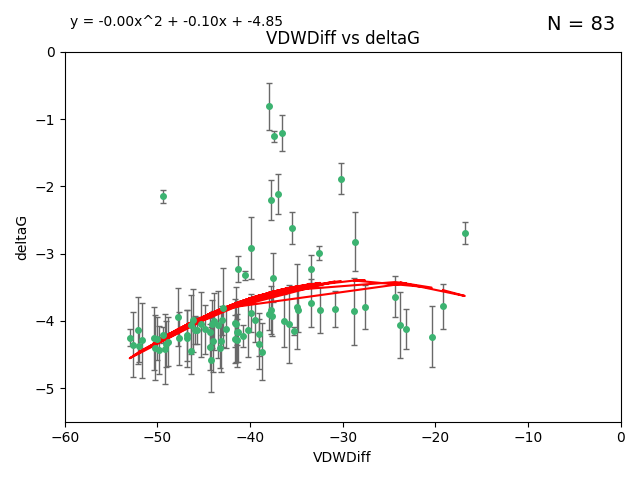 y = -0.00x^2 + -0.10x + -4.85
N = 83
VDWDiff vs deltaG
0
−1
−2
−3
−4
−5
deltaG
−60
−50
−40
−30
−20
−10
0
VDWDiff